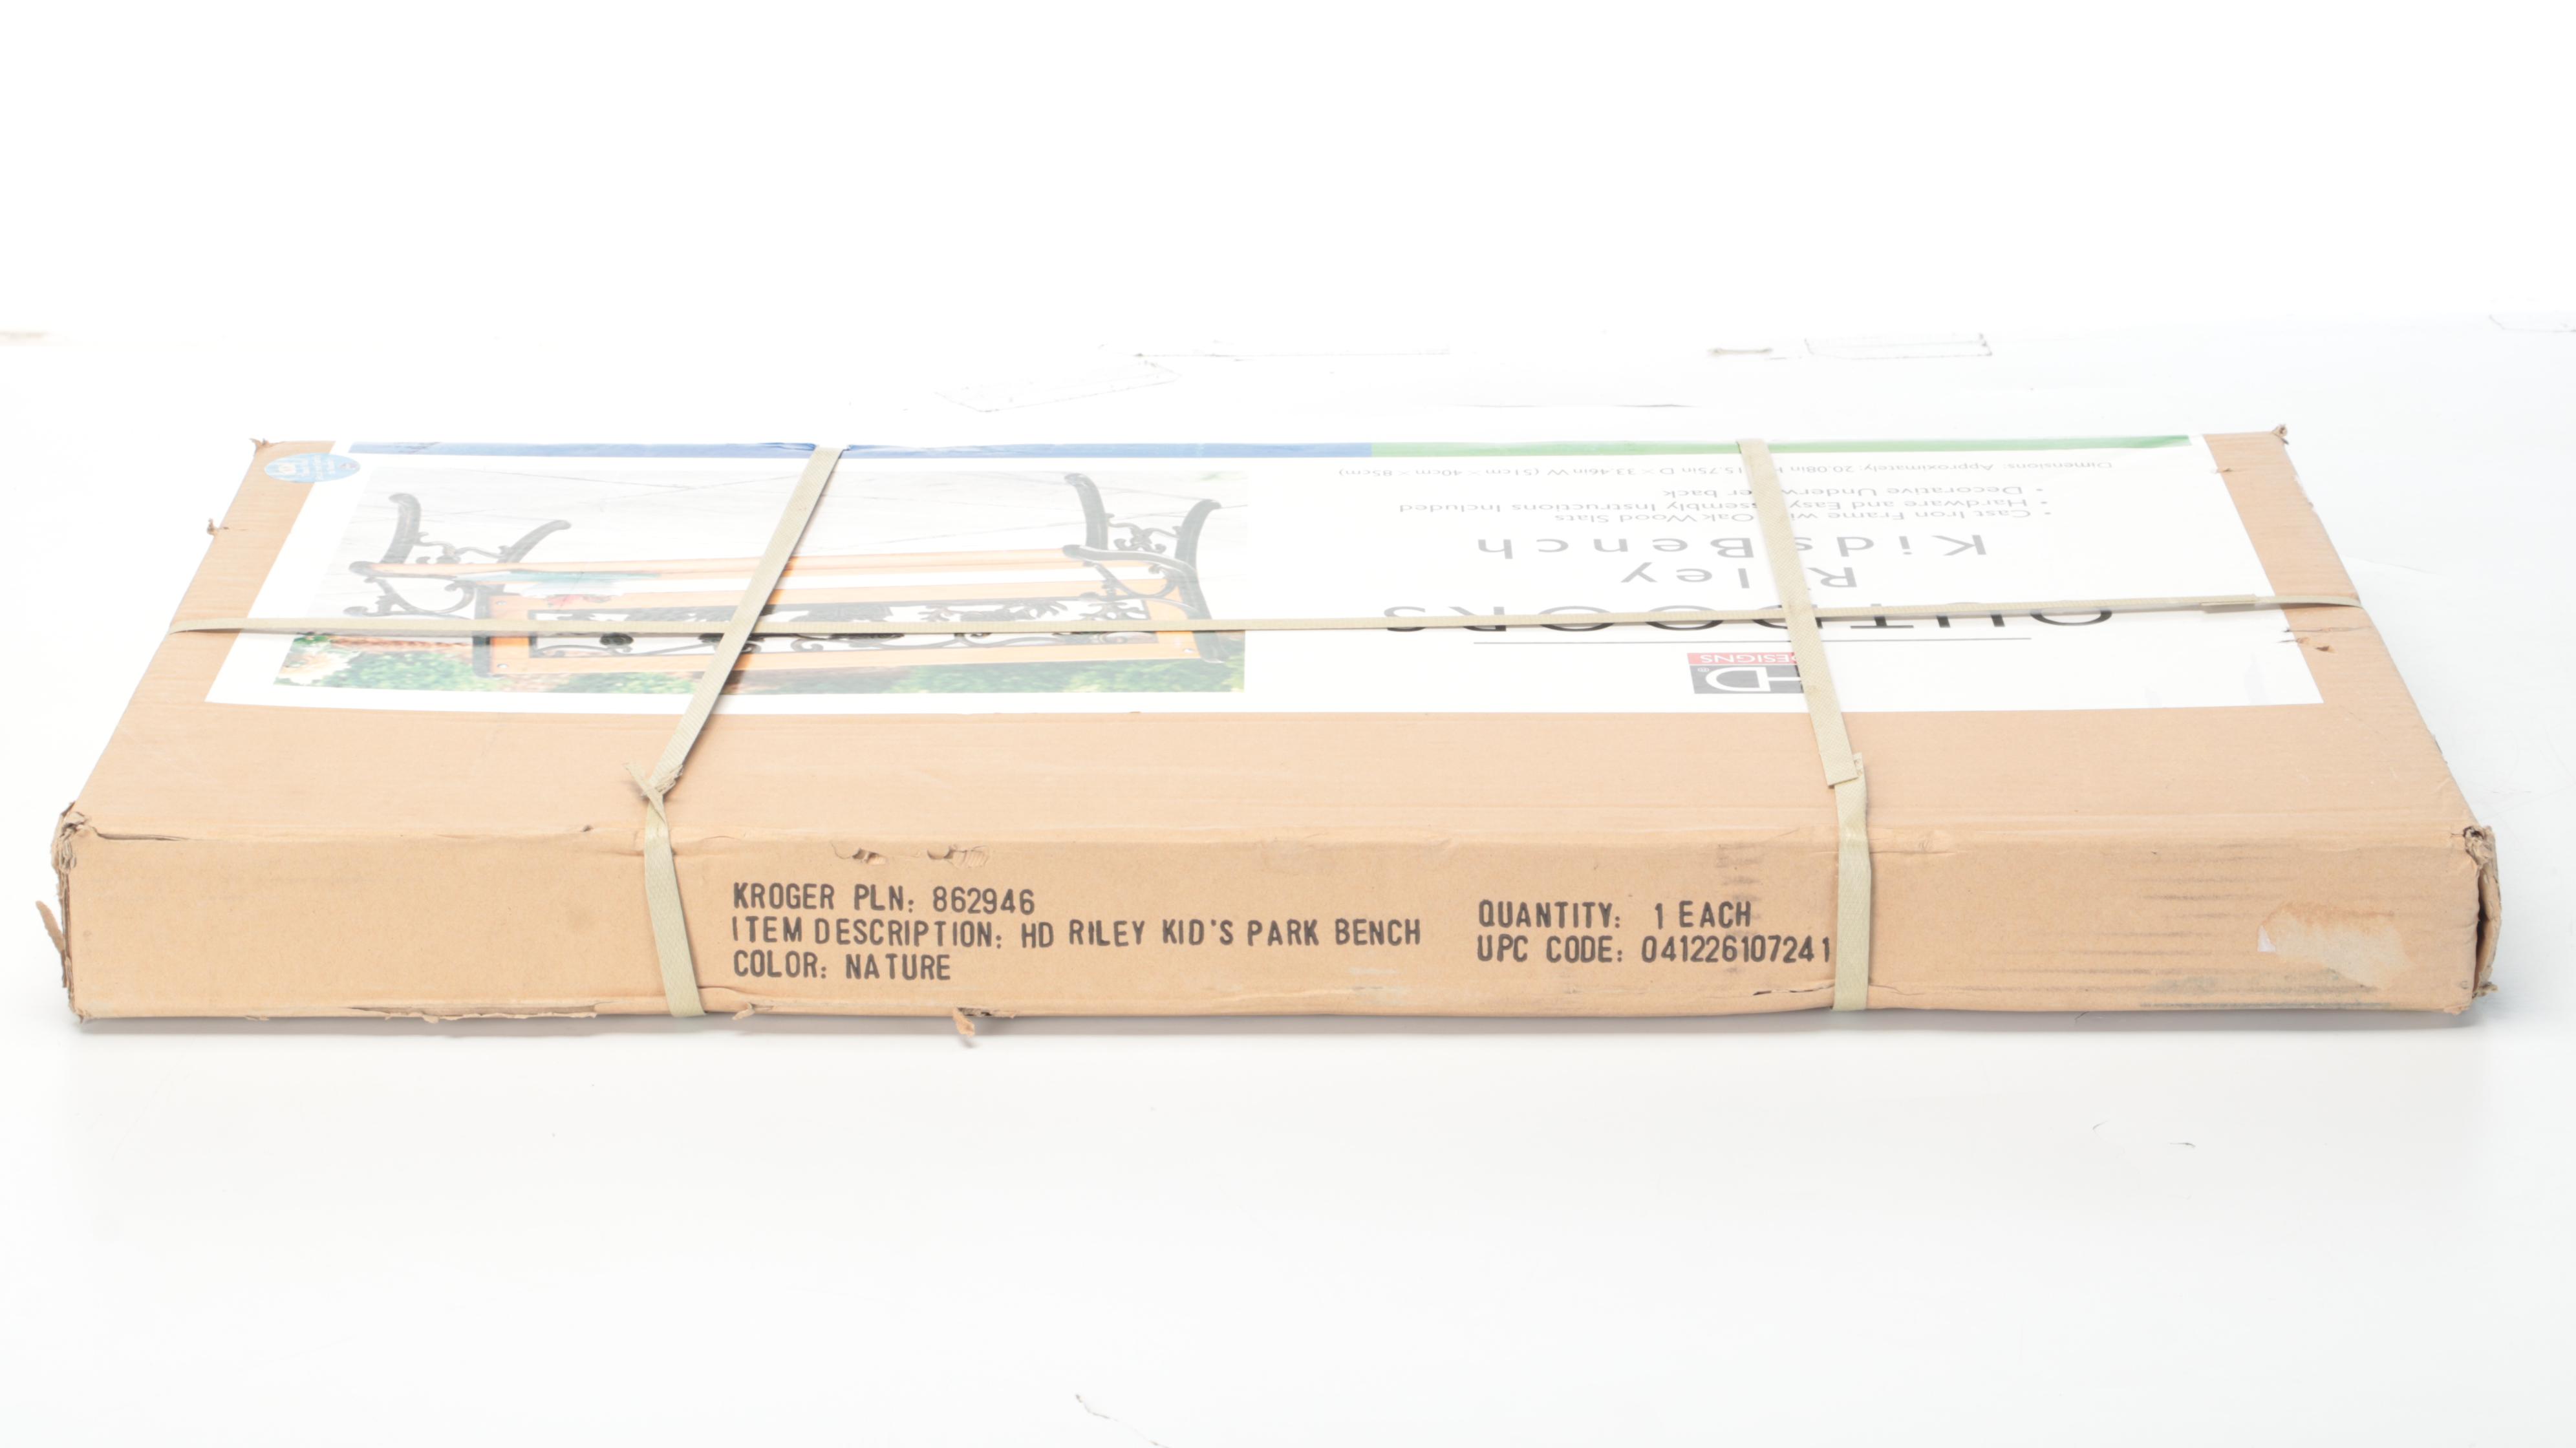 HD
DESIGNS
OUTDOORS
Riley
Kids Bench
• Cast Iron Frame with Oak Wood Slats
• Hardware and Easy Assembly Instructions Included
• Decorative Underwater back
Dimensions: Approximately: 20.08in H 15.75in D × 33.46in W (51cm × 40cm × 85cm)
KROGER PLN: 862946
ITEM DESCRIPTION: HD RILEY KID'S PARK BENCH
COLOR: NATURE
QUANTITY: 1 EACH
UPC CODE: 041226107241